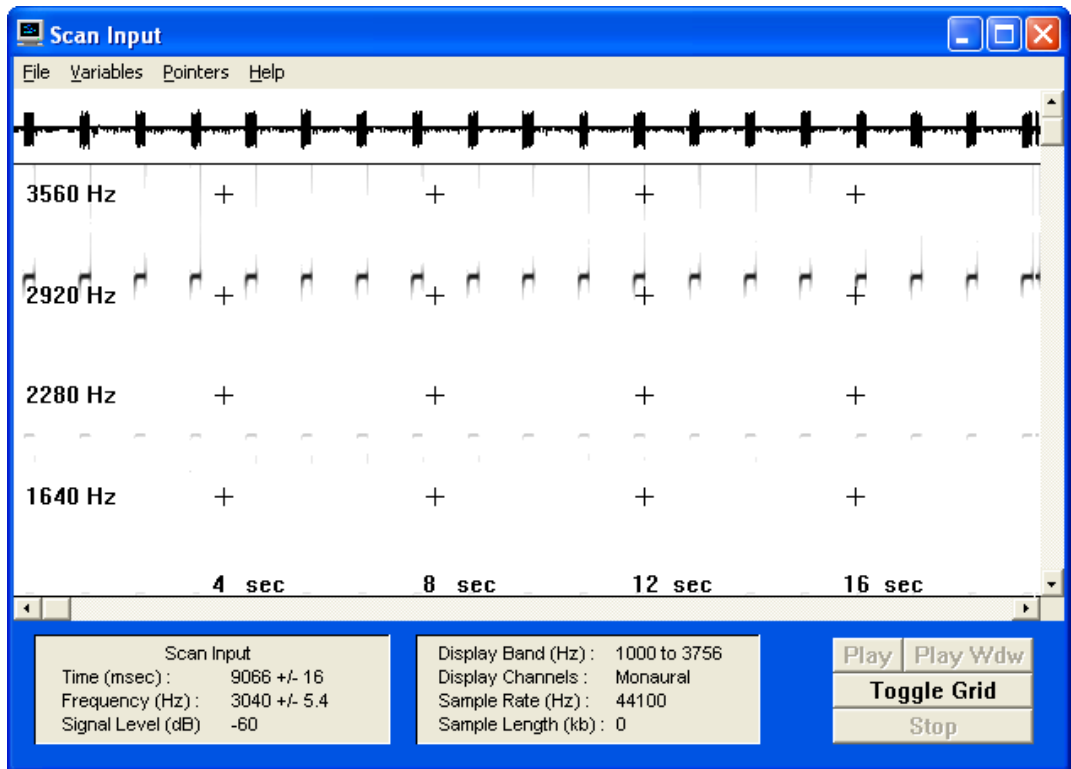 Scan Input
File Variables Pointers Help
3560 Hz
2920 Hz
2280 Hz
1640 Hz
4 sec 8 sec 12 sec 16 sec
Scan Input
Time (msec) : 9066 +/- 16
Frequency (Hz) : 3040 +/- 5.4
Signal Level (dB) -60
Display Band (Hz) : 1000 to 3756
Display Channels : Monaural
Sample Rate (Hz) : 44100
Sample Length (kb) : 0
Play Play Wdw
Toggle Grid
Stop